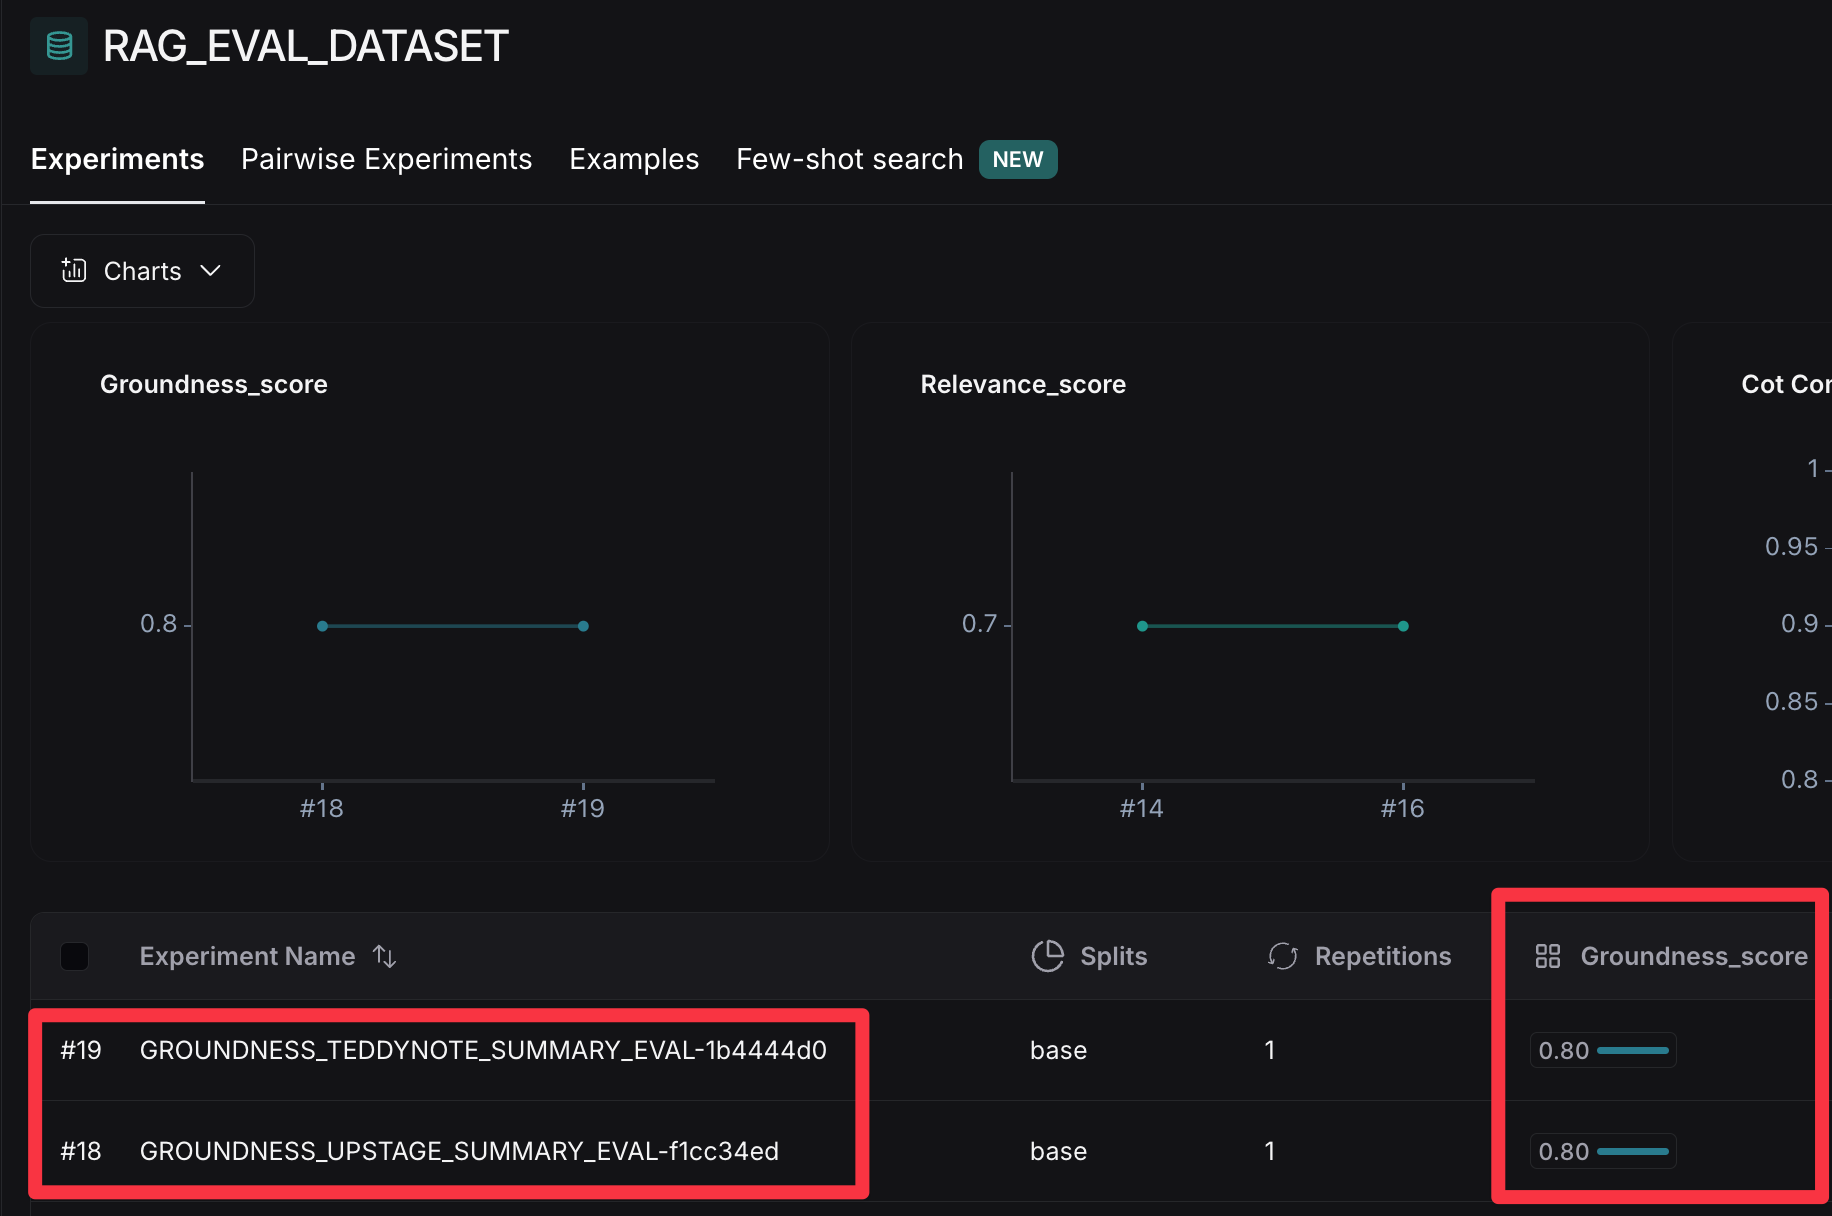 RAG_EVAL_DATASET
Experiments Pairwise Experiments Examples Few-shot search NEW
Charts
Groundness_score
0.8
#18 #19
Relevance_score
0.7
#14 #16
Cot Cor
1
0.95
0.9
0.85
0.8
Experiment Name Splits Repetitions Groundness_score
#19 GROUNDNESS_TEDDYNOTE_SUMMARY_EVAL-1b4444d0 base 1 0.80
#18 GROUNDNESS_UPSTAGE_SUMMARY_EVAL-f1cc34ed base 1 0.80